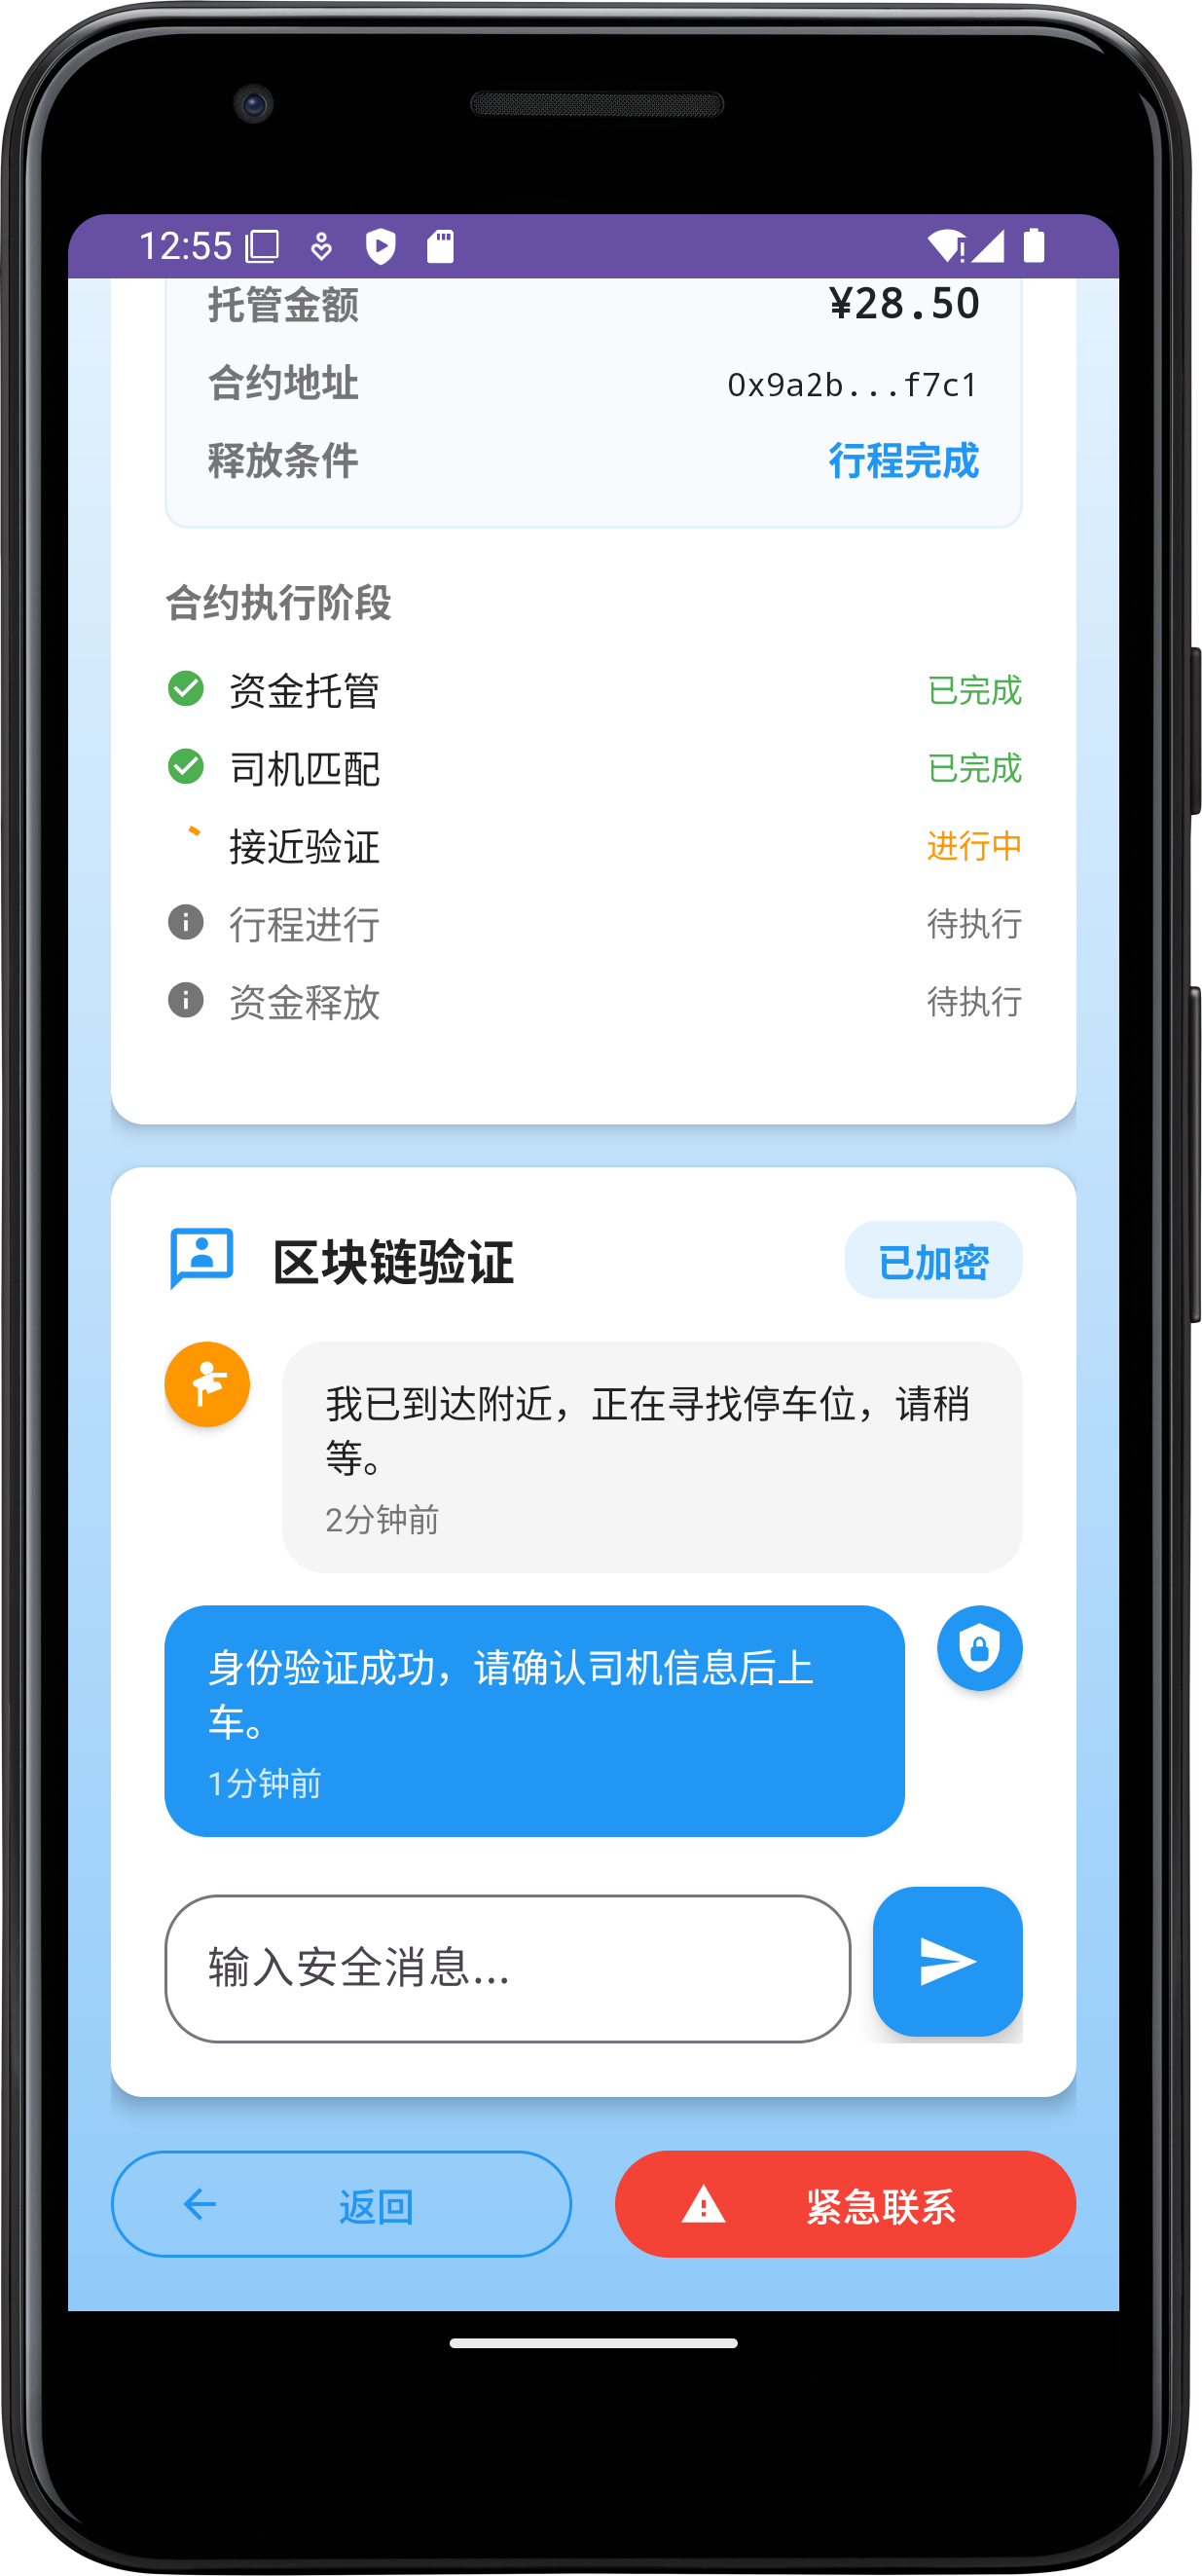 12:55
托管金额 ¥28.50
合约地址 0x9a2b...f7c1
释放条件 行程完成
合约执行阶段
资金托管 已完成
司机匹配 已完成
接近验证 进行中
行程进行 待执行
资金释放 待执行
区块链验证 已加密
我已到达附近，正在寻找停车位，请稍
等。
2分钟前
身份验证成功，请确认司机信息后上
车。
1分钟前
输入安全消息...
返回 紧急联系